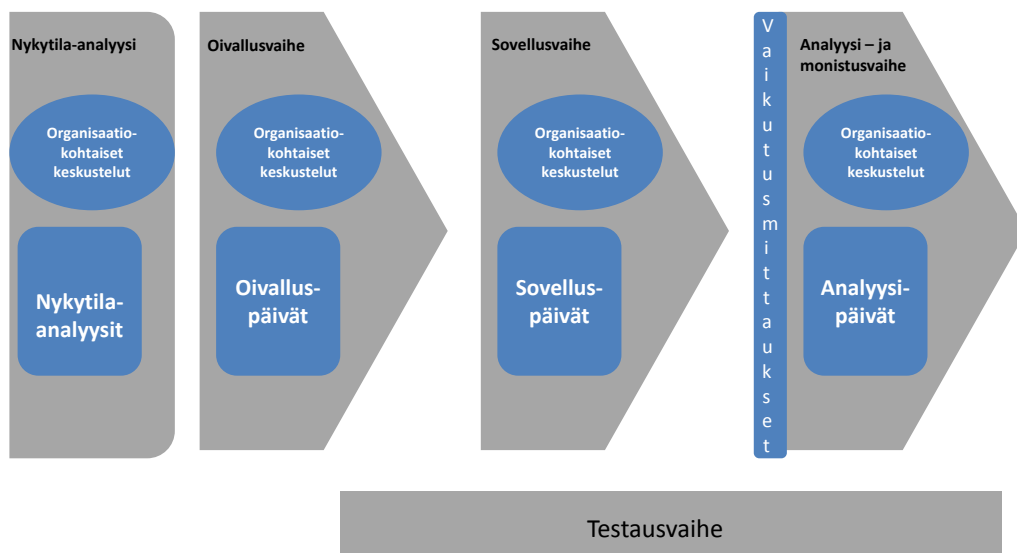 Nykytila-analyysi
Organisaatio-
kohtaiset
keskustelut
Nykytila-
analyysit
Oivallusvaihe
Organisaatio-
kohtaiset
keskustelut
Oivallus-
päivät
Sovellusvaihe
Organisaatio-
kohtaiset
keskustelut
Sovellus-
päivät
Vaikutusmittaukset
Analyysi – ja
monistusvaihe
Organisaatio-
kohtaiset
keskustelut
Analyysi-
päivät
Testausvaihe